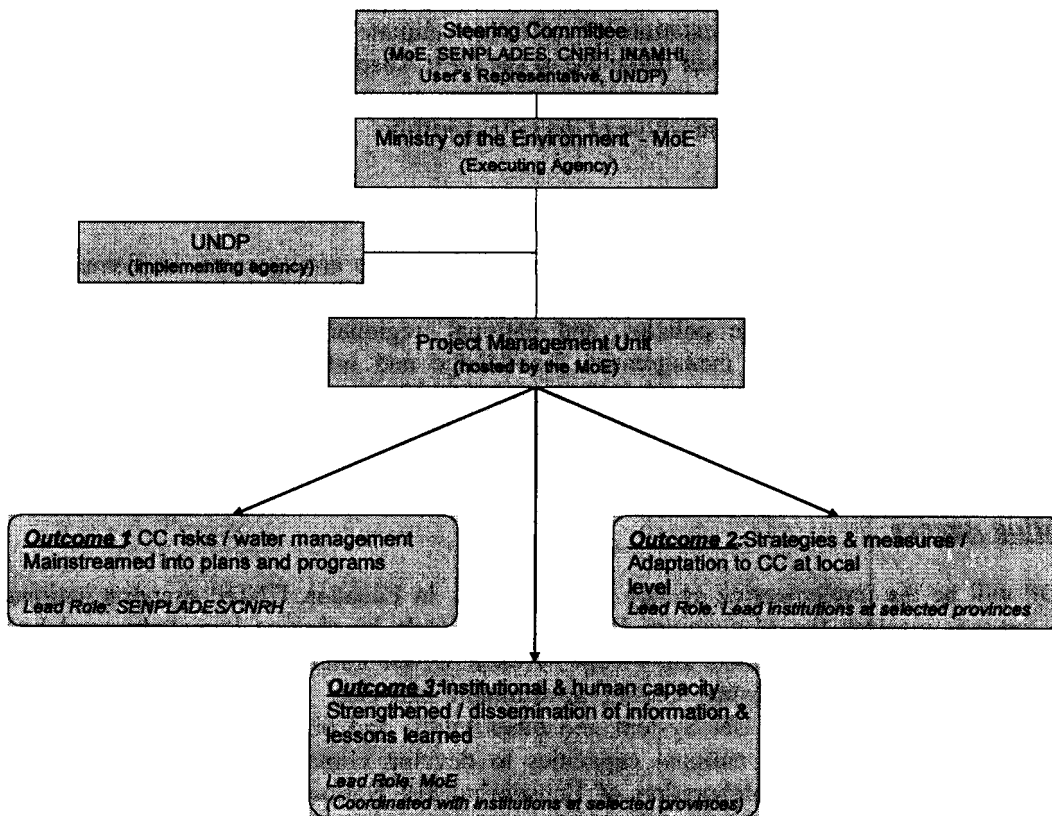 Steering Committee
(MoE, SENPLADES, CNRH, INAMHI,
User's Representative, UNDP)
Ministry of the Environment - MoE
(Executing Agency)
UNDP
(implementing agency)
Project Management Unit
(hosted by the MoE)
Outcome 1 CC risks / water management
Mainstreamed into plans and programs
Lead Role: SENPLADES/CNRH
Outcome 2:Strategies & measures /
Adaptation to CC at local
level
Lead Role: Lead institutions at selected provinces
Outcome 3:Institutional & human capacity
Strengthened / dissemination of information &
lessons learned
Lead Role: MoE
(Coordinated with institutions at selected provinces)